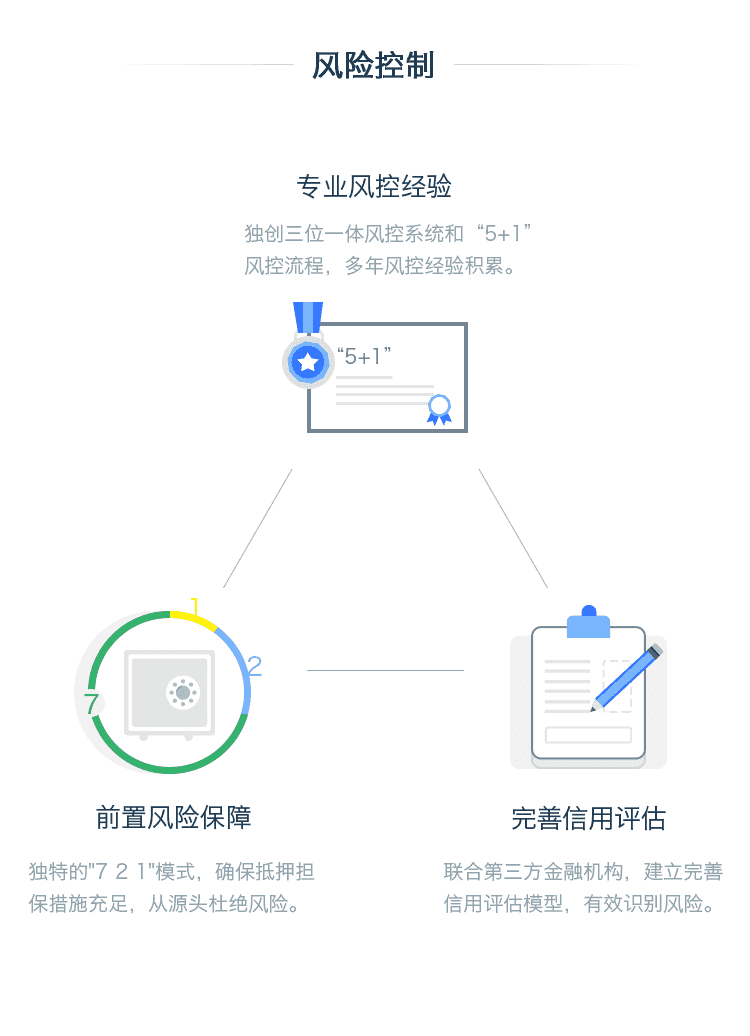 风险控制
专业风控经验
独创三位一体风控系统和“5+1”
风控流程，多年风控经验积累。
“5+1”
1
2
7
前置风险保障
独特的"7 2 1"模式，确保抵押担
保措施充足，从源头杜绝风险。
完善信用评估
联合第三方金融机构，建立完善
信用评估模型，有效识别风险。